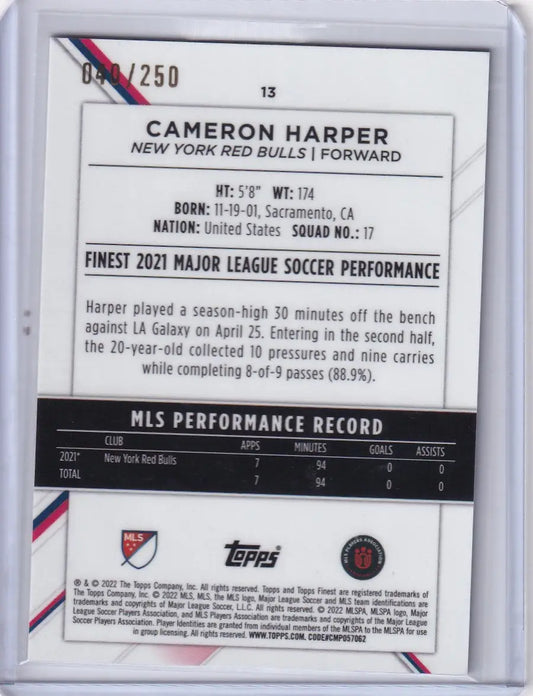 040/250
13
CAMERON HARPER
NEW YORK RED BULLS | FORWARD
HT: 5'8" WT: 174
BORN: 11-19-01, Sacramento, CA
NATION: United States SQUAD NO.: 17
FINEST 2021 MAJOR LEAGUE SOCCER PERFORMANCE
Harper played a season-high 30 minutes off the bench
against LA Galaxy on April 25. Entering in the second half,
the 20-year-old collected 10 pressures and nine carries
while completing 8-of-9 passes (88.9%).
MLS PERFORMANCE RECORD
CLUB APPS MINUTES GOALS ASSISTS
2021* New York Red Bulls 7 94 0 0
TOTAL 7 94 0 0
MLS
Topps
MLS PLAYERS ASSOCIATION
® & © 2022 The Topps Company, Inc. All rights reserved. Topps and Topps Finest are registered trademarks of
The Topps Company, Inc. © 2022 MLS, MLS, the MLS logo, Major League Soccer and MLS team identifications are
trademarks and copyrights of Major League Soccer, L.L.C. All rights reserved. © 2022 MLSPA, MLSPA logo, Major
League Soccer Players Association, and MLS Players Association are trademarks and copyrights of Major League
Soccer Players Association. Player Identities are granted from individual members of the MLSPA to MLSPA for use
in group licensing. All rights reserved. WWW.TOPPS.COM. CODE#CMP057062